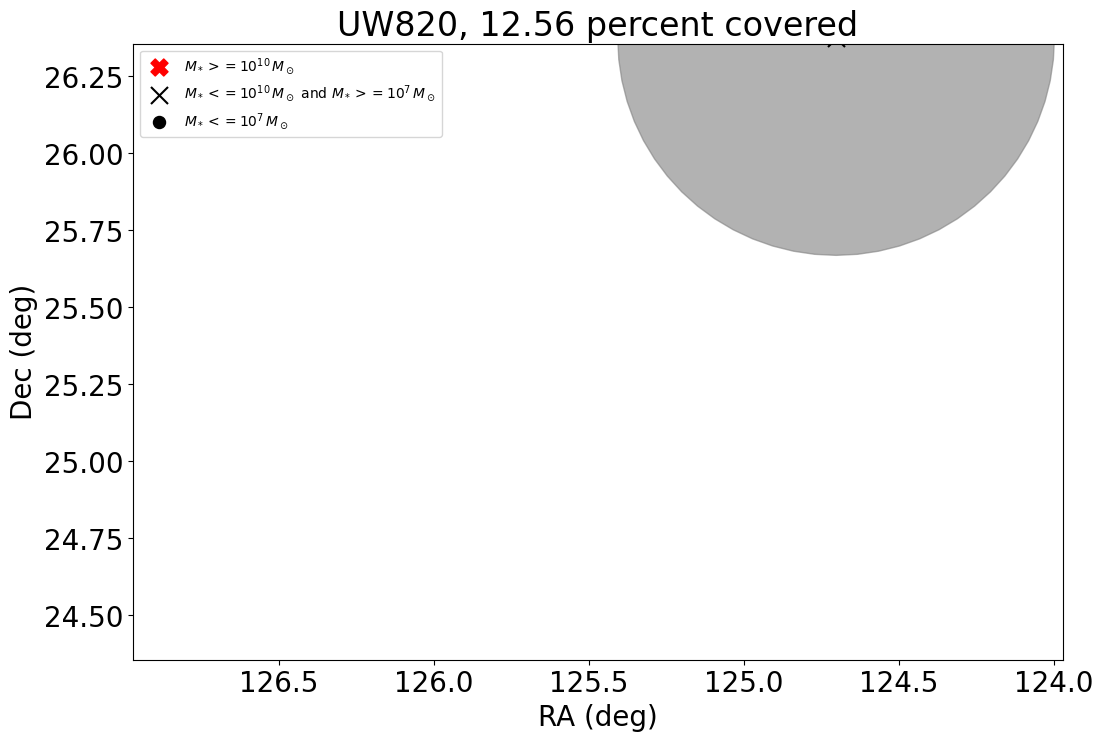 UW820, 12.56 percent covered
M* >= 10^10 M⊙
M* <= 10^10 M⊙ and M* >= 10^7 M⊙
M* <= 10^7 M⊙
26.25
26.00
25.75
25.50
25.25
25.00
24.75
24.50
Dec (deg)
126.5 126.0 125.5 125.0 124.5 124.0
RA (deg)